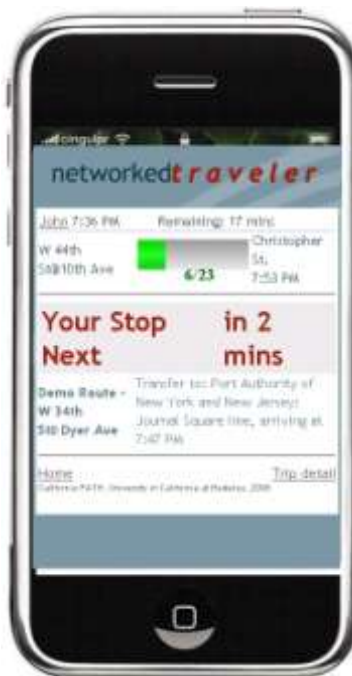 cingular
networkedtraveler
John 7:36 PM Remaining: 17 mins
W 44th
St@10th Ave
6/23
Christopher
St.
7:53 PM
Your Stop in 2
Next mins
Demo Route -
W 34th
St@ Dyer Ave
Transfer to: Port Authority of
New York and New Jersey:
Journal Square line, arriving at
7:47 PM
Home Trip detail
California PATH, University of California at Berkeley, 2008